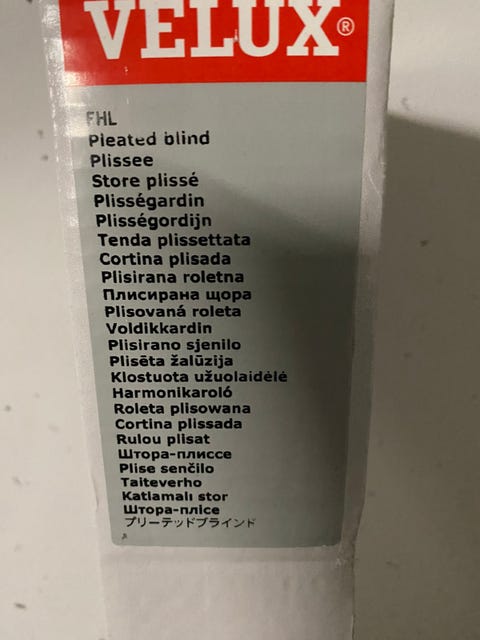 VELUX®
FHL
Pleated blind
Plissee
Store plissé
Plisségardin
Plisségordijn
Tenda plissettata
Cortina plisada
Plisirana roletna
Плисирана щора
Plisovaná roleta
Voldikkardin
Plisirano sjenilo
Plisēta žalūzija
Klostuota užuolaidėlė
Harmonikaroló
Roleta plisowana
Cortina plissada
Rulou plisat
Штора-плиссе
Plise senčilo
Taiteverho
Katlamalı stor
Штора-плісе
プリーテッドブラインド